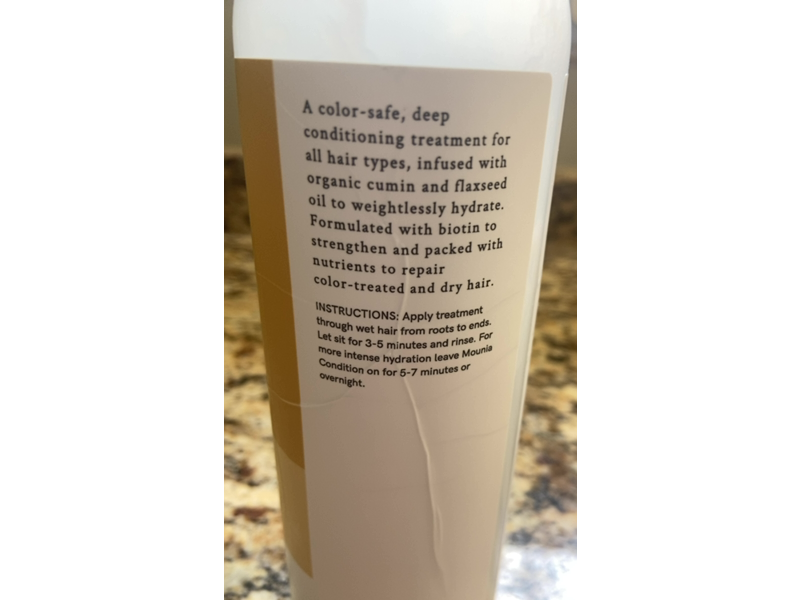 A color-safe, deep
conditioning treatment for
all hair types, infused with
organic cumin and flaxseed
oil to weightlessly hydrate.
Formulated with biotin to
strengthen and packed with
nutrients to repair
color-treated and dry hair.
INSTRUCTIONS: Apply treatment
through wet hair from roots to ends.
Let sit for 3-5 minutes and rinse. For
more intense hydration leave Mounia
Condition on for 5-7 minutes or
overnight.